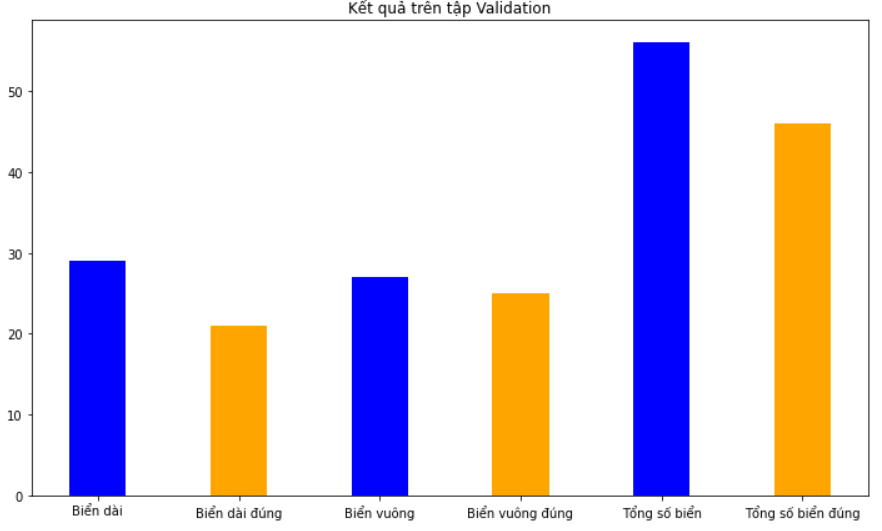 Kết quả trên tập Validation
50
40
30
20
10
0
Biển dài
Biển dài đúng
Biển vuông
Biển vuông đúng
Tổng số biển
Tổng số biển đúng